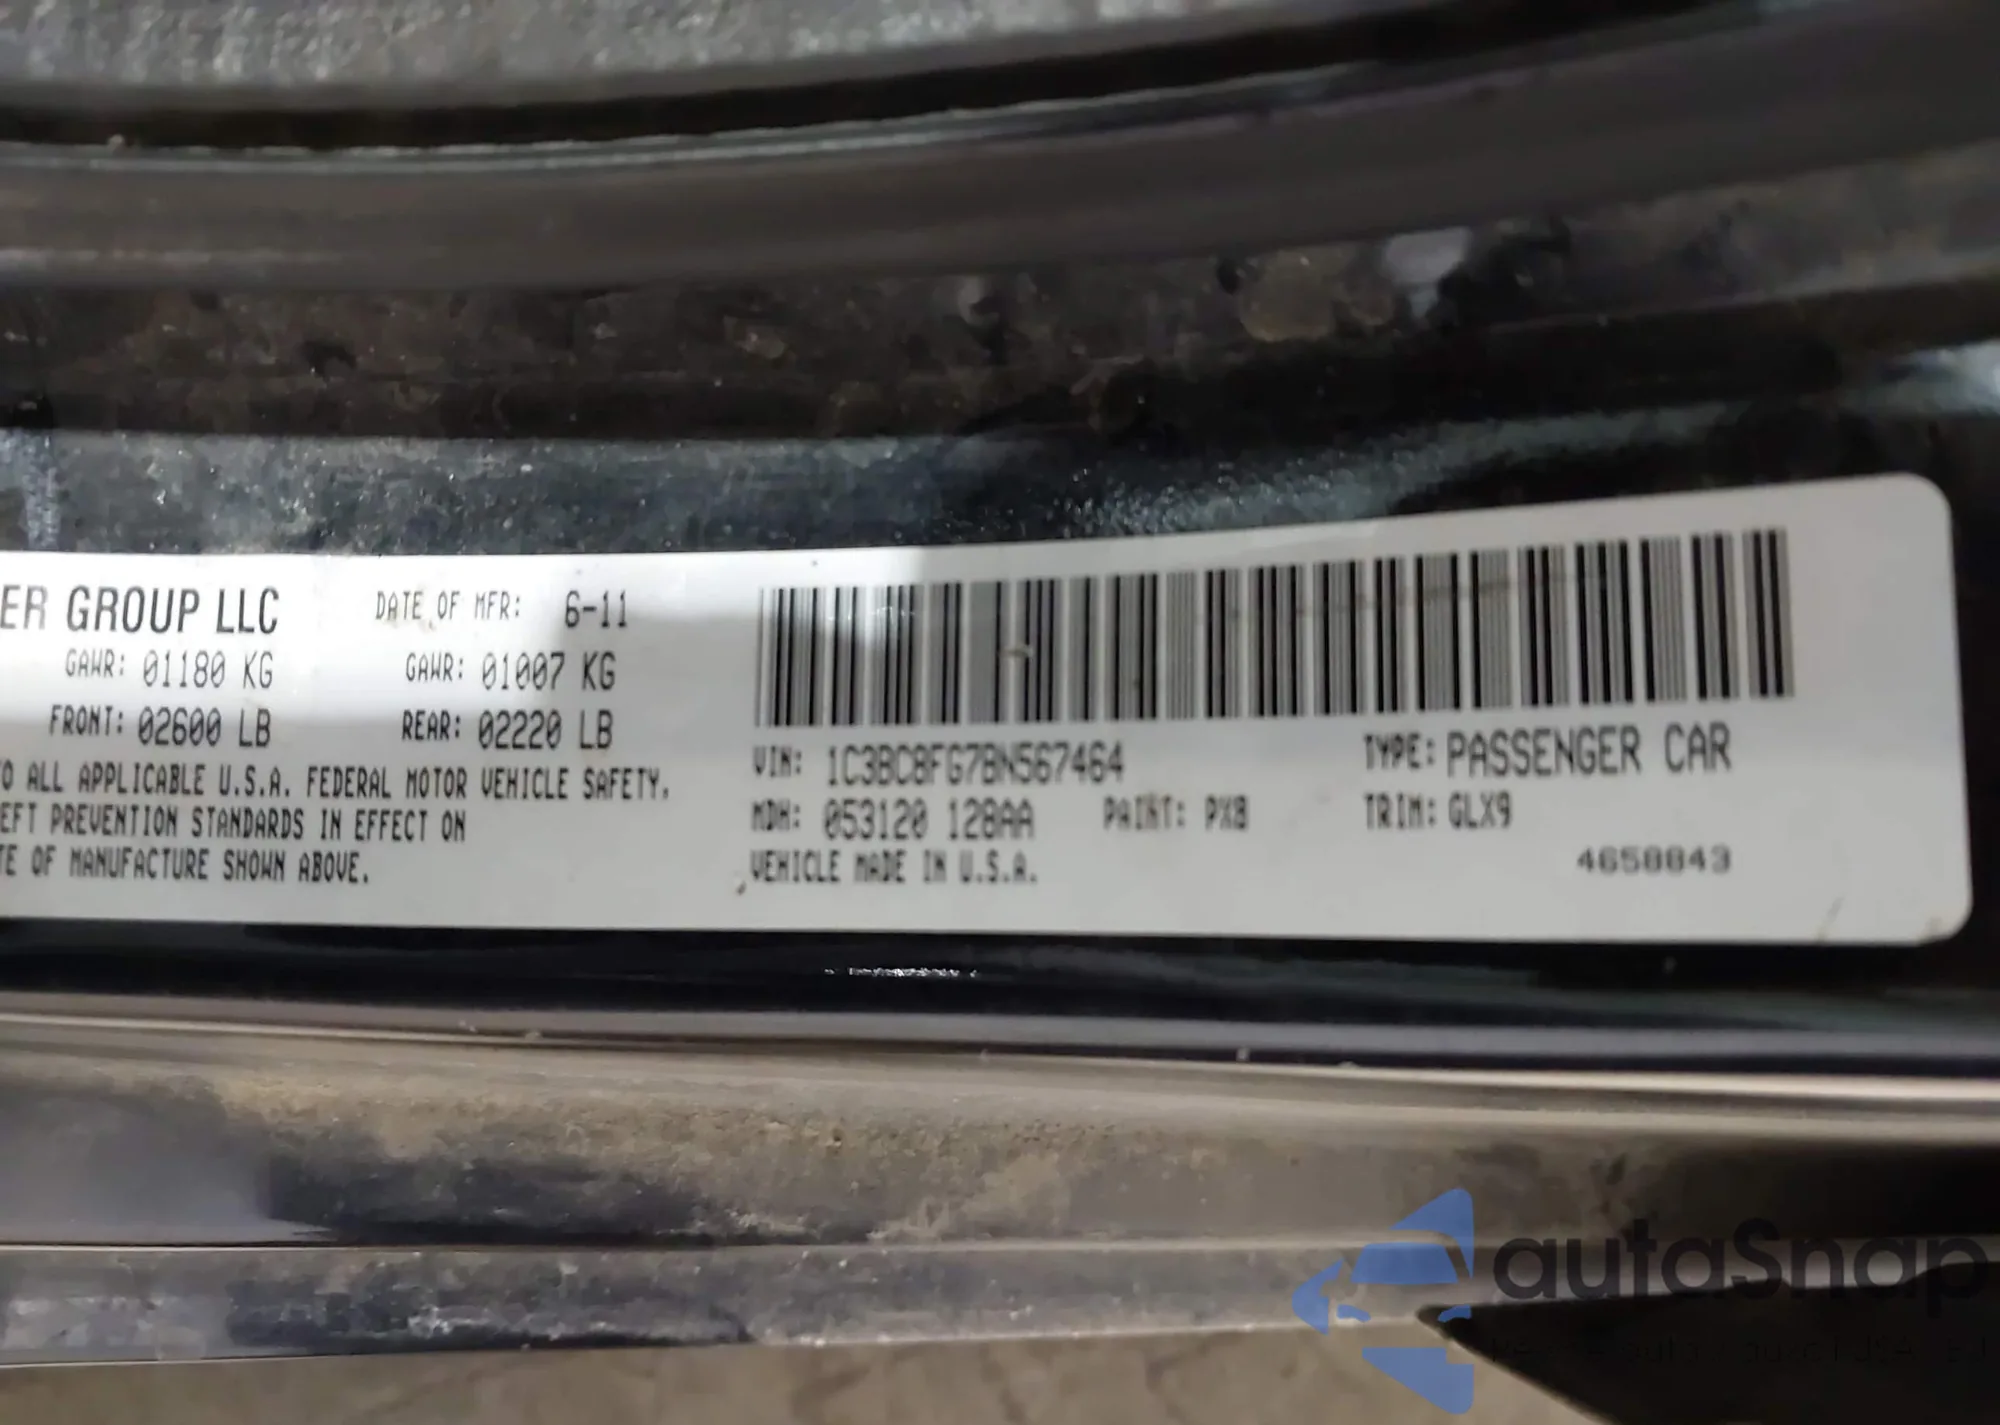 ER GROUP LLC DATE OF MFR: 6-11
GAWR: 01180 KG GAWR: 01007 KG
FRONT: 02600 LB REAR: 02220 LB
O ALL APPLICABLE U.S.A. FEDERAL MOTOR VEHICLE SAFETY,
EFT PREVENTION STANDARDS IN EFFECT ON
TE OF MANUFACTURE SHOWN ABOVE.
VIN: 1C3BC8FG7BN567464 TYPE: PASSENGER CAR
MDH: 053120 128AA PAINT: PX8 TRIM: GLX9
VEHICLE MADE IN U.S.A.
4658843
autaSnap